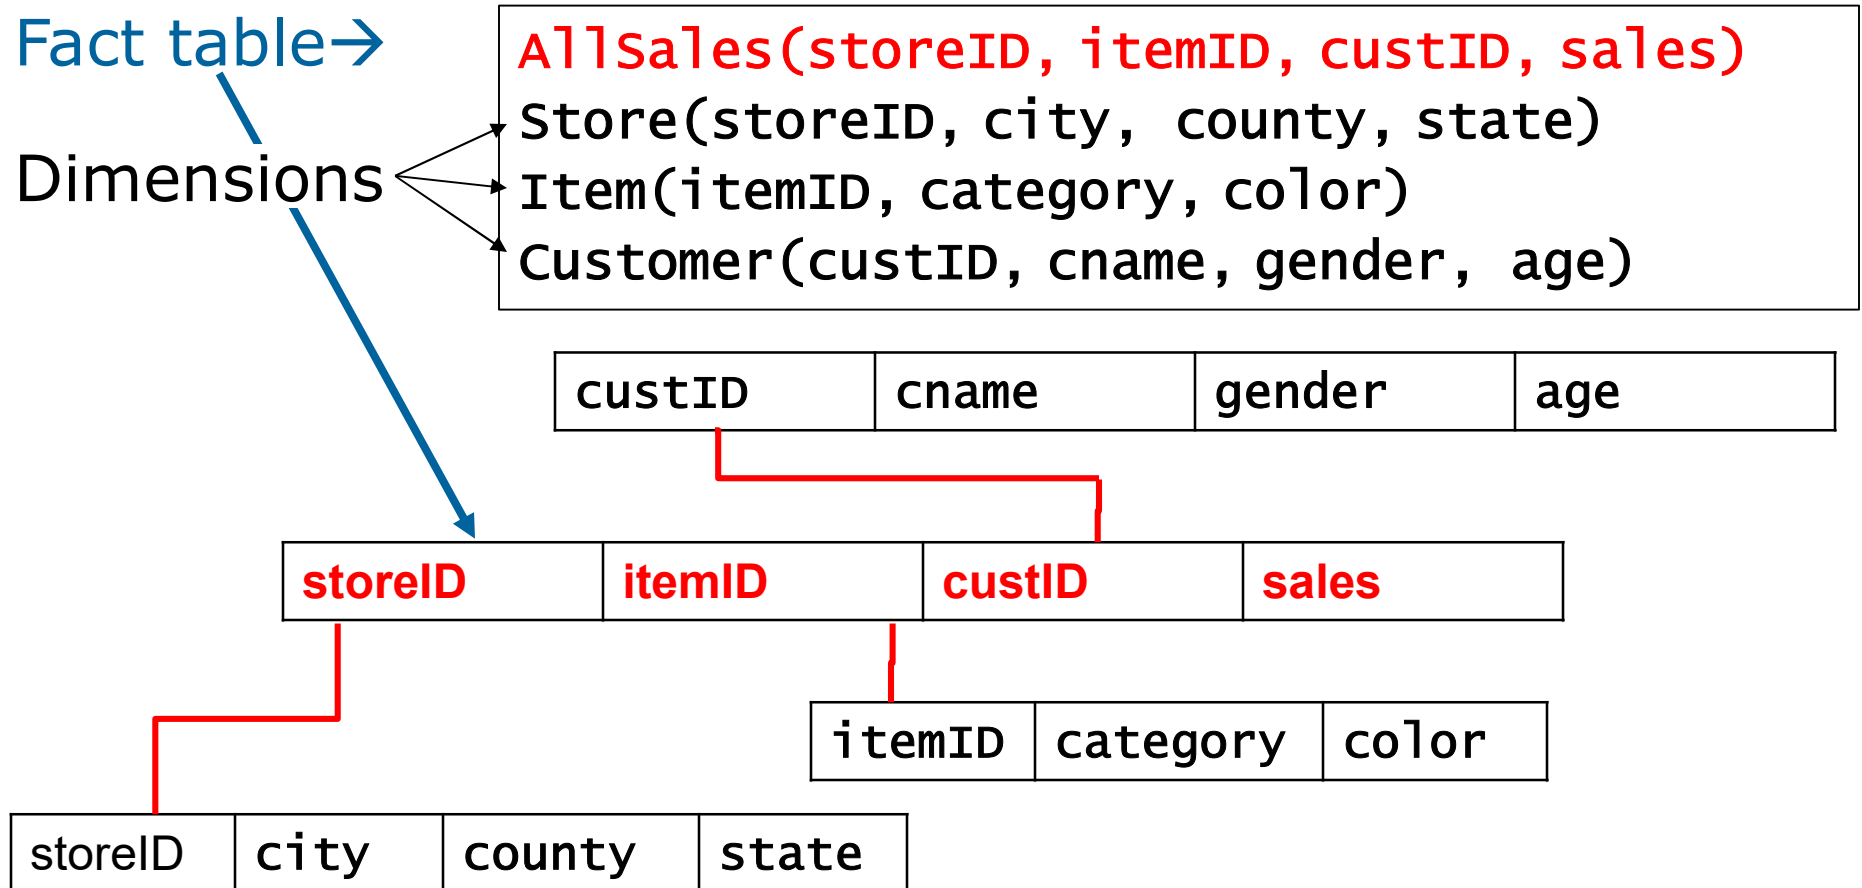 Fact table→
AllSales(storeID, itemID, custID, sales)
Store(storeID, city, county, state)
Dimensions
Item(itemID, category, color)
Customer(custID, cname, gender, age)
custID cname gender age
storeID itemID custID sales
itemID category color
storeID city county state